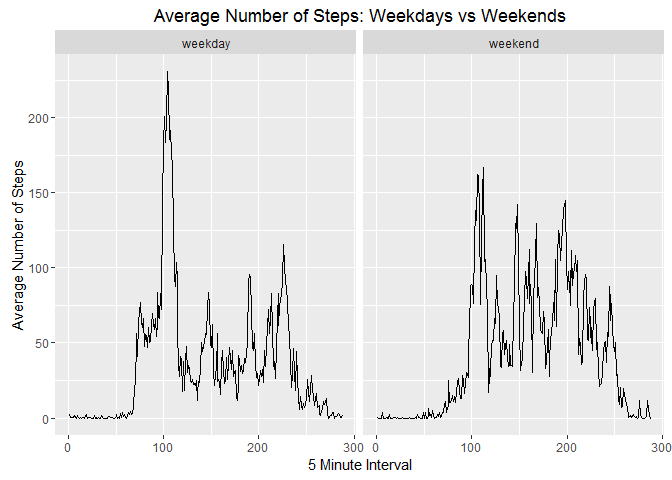 Average Number of Steps: Weekdays vs Weekends
weekday
weekend
Average Number of Steps
200
150
100
50
0
0
100
200
300
0
100
200
300
5 Minute Interval